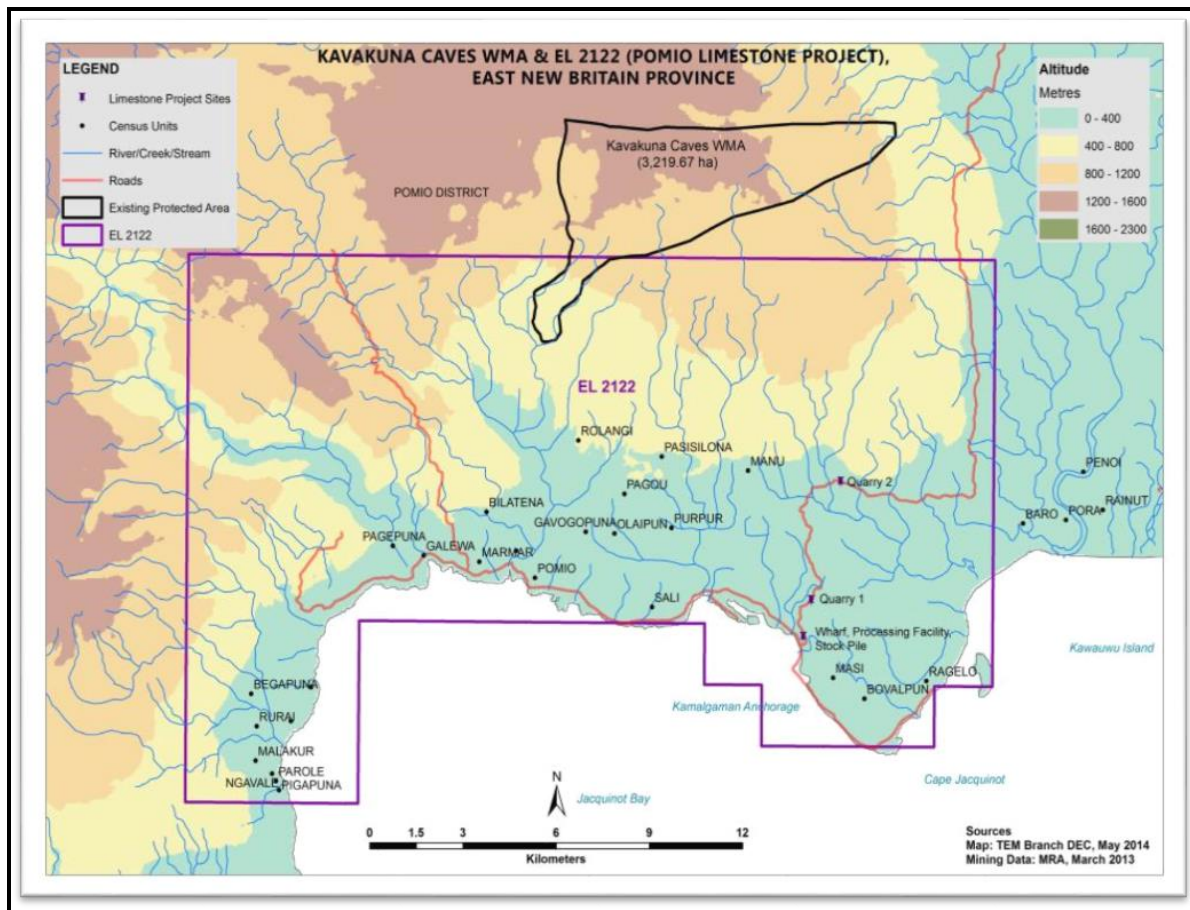 KAVAKUNA CAVES WMA & EL 2122 (POMIO LIMESTONE PROJECT),
EAST NEW BRITAIN PROVINCE
LEGEND
Limestone Project Sites
Census Units
River/Creek/Stream
Roads
Existing Protected Area
EL 2122
Altitude
Metres
0 - 400
400 - 800
800 - 1200
1200 - 1600
1600 - 2300
Kavakuna Caves WMA
(3,219.67 ha)
POMIO DISTRICT
EL 2122
ROLANGI
PASISILONA
MANU
PENOI
Quarry 2
PAGOU
BILATENA
RAINUT
PORA
BARO
GAVOGOPUNA
OLAIPUN
PURPUR
PAGEPUNA
GALEWA
MARMAR
POMIO
SALI
Quarry 1
Wharf, Processing Facility,
Stock Pile
Kawauwu Island
MASI
RAGELO
BEGAPUNA
BOVALPUN
Kamalgaman Anchorage
RURAI
MALAKUR
PAROLE
NGAVALE
PIGAPUNA
Cape Jacquinot
N
Jacquinot Bay
0 1.5 3 6 9 12
Kilometers
Sources
Map: TEM Branch DEC, May 2014
Mining Data: MRA, March 2013